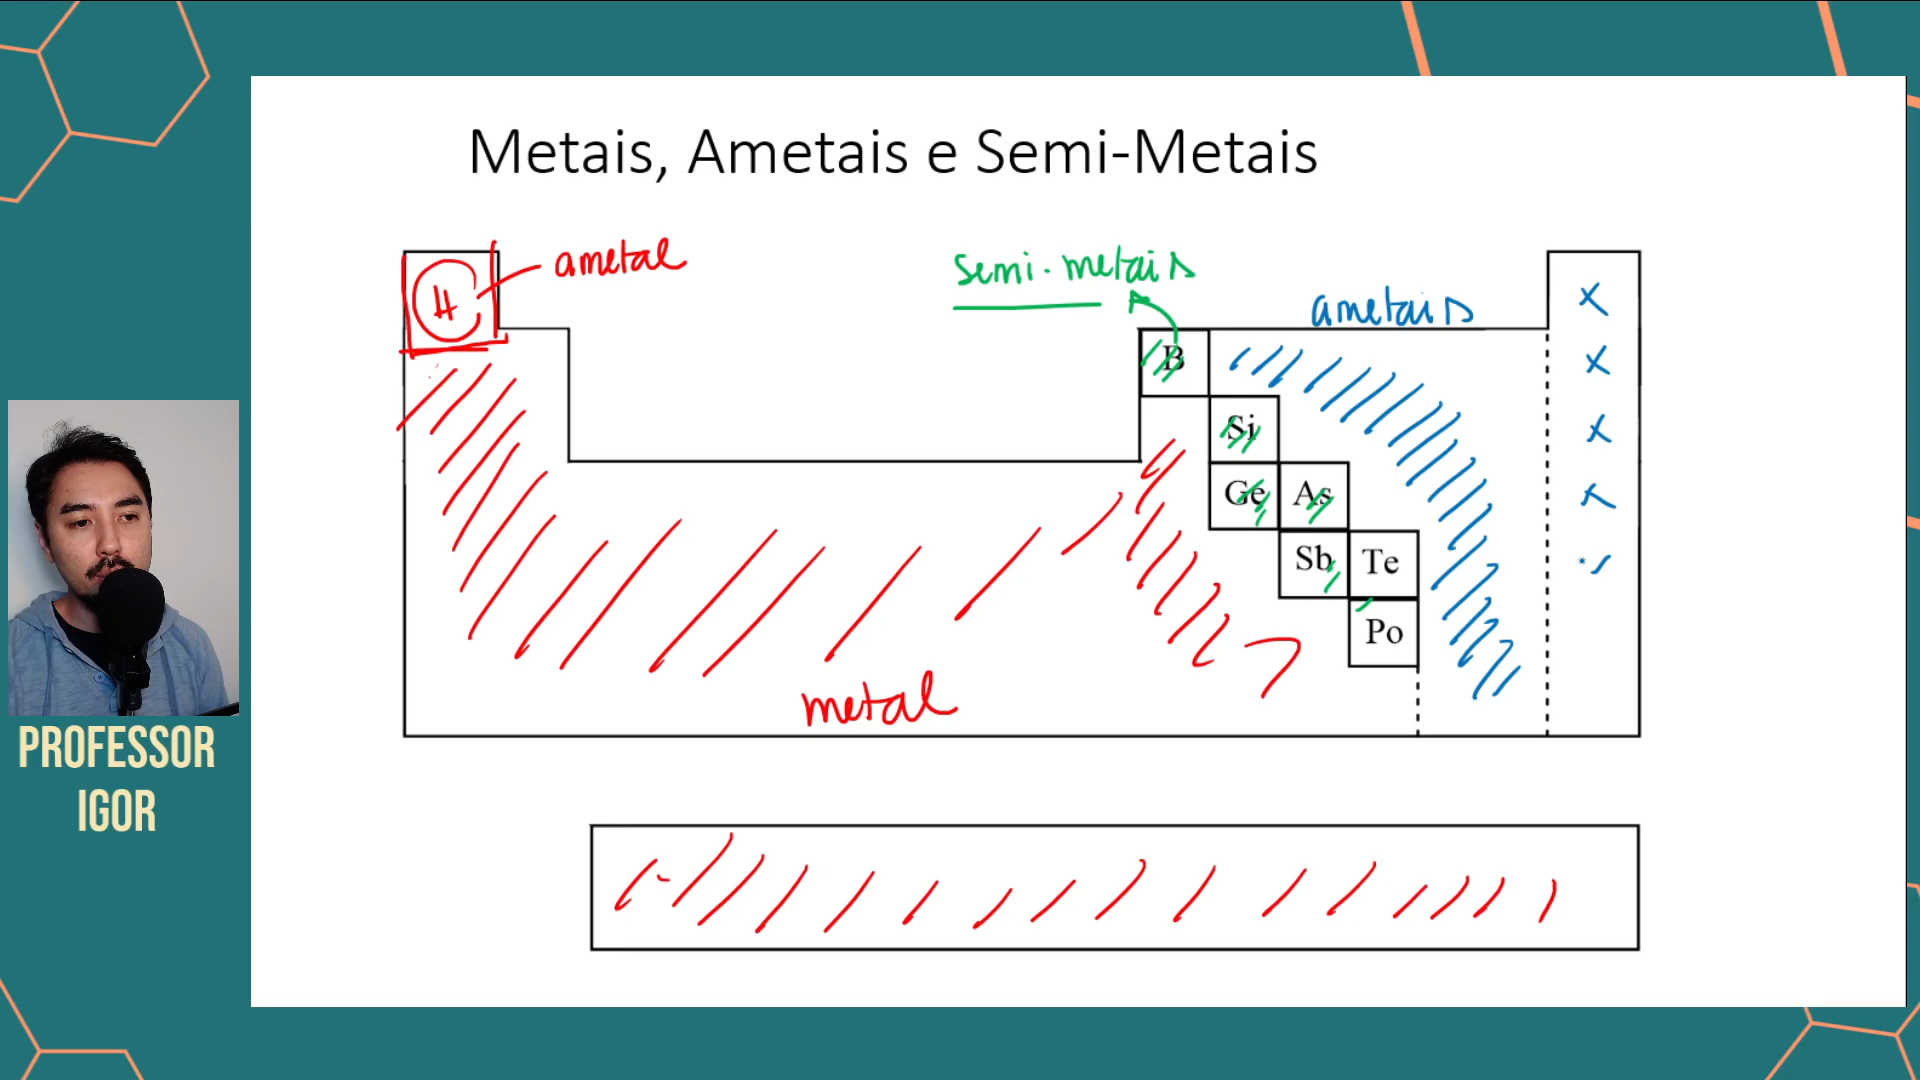 Metais, Ametais e Semi-Metais
H
ametal
semi-metais
ametais
B
Si
Ge As
Sb Te
Po
metal
PROFESSOR
IGOR